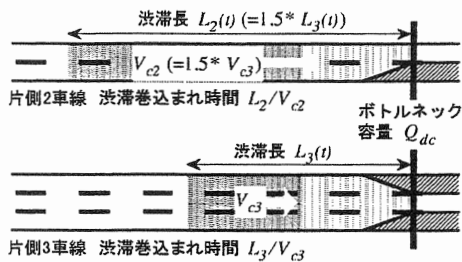 渋滞長 L2(t) (=1.5* L3(t))
Vc2 (=1.5* Vc3)
片側2車線 渋滞巻込まれ時間 L2/Vc2
ボトルネック
容量 Qdc
渋滞長 L3(t)
Vc3
片側3車線 渋滞巻込まれ時間 L3/Vc3